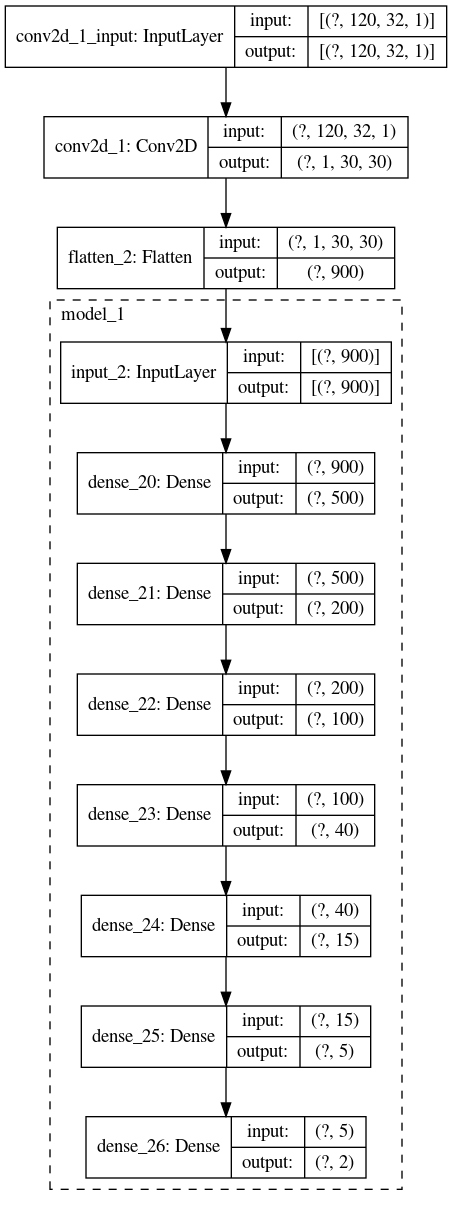 conv2d_1_input: InputLayer input: [(?, 120, 32, 1)]
output: [(?, 120, 32, 1)]
conv2d_1: Conv2D input: (?, 120, 32, 1)
output: (?, 1, 30, 30)
flatten_2: Flatten input: (?, 1, 30, 30)
output: (?, 900)
model_1
input_2: InputLayer input: [(?, 900)]
output: [(?, 900)]
dense_20: Dense input: (?, 900)
output: (?, 500)
dense_21: Dense input: (?, 500)
output: (?, 200)
dense_22: Dense input: (?, 200)
output: (?, 100)
dense_23: Dense input: (?, 100)
output: (?, 40)
dense_24: Dense input: (?, 40)
output: (?, 15)
dense_25: Dense input: (?, 15)
output: (?, 5)
dense_26: Dense input: (?, 5)
output: (?, 2)